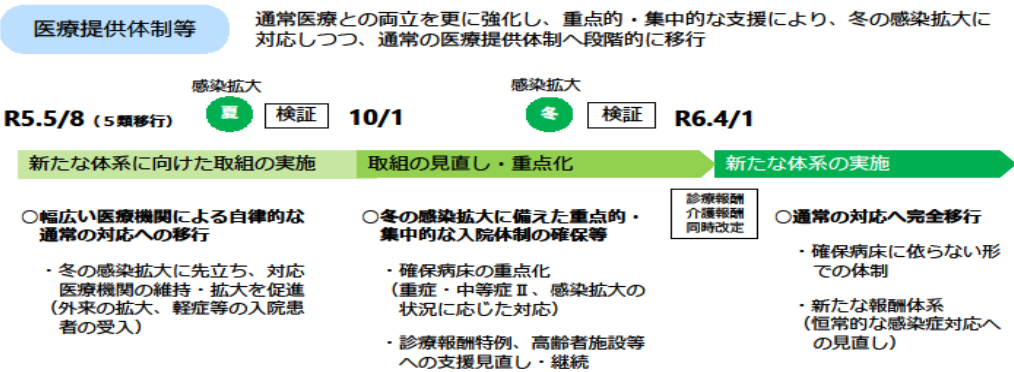 医療提供体制等
通常医療との両立を更に強化し、重点的・集中的な支援により、冬の感染拡大に
対応しつつ、通常の医療提供体制へ段階的に移行
感染拡大
感染拡大
R5.5/8（５類移行）
夏
検証
10/1
冬
検証
R6.4/1
新たな体系に向けた取組の実施
取組の見直し・重点化
新たな体系の実施
○幅広い医療機関による自律的な
通常の対応への移行
・冬の感染拡大に先立ち、対応
医療機関の維持・拡大を促進
（外来の拡大、軽症等の入院患
者の受入）
○冬の感染拡大に備えた重点的・
集中的な入院体制の確保等
・確保病床の重点化
（重症・中等症Ⅱ、感染拡大の
状況に応じた対応）
・診療報酬特例、高齢者施設等
への支援見直し・継続
診療報酬
介護報酬
同時改定
○通常の対応へ完全移行
・確保病床に依らない形
での体制
・新たな報酬体系
（恒常的な感染症対応へ
の見直し）